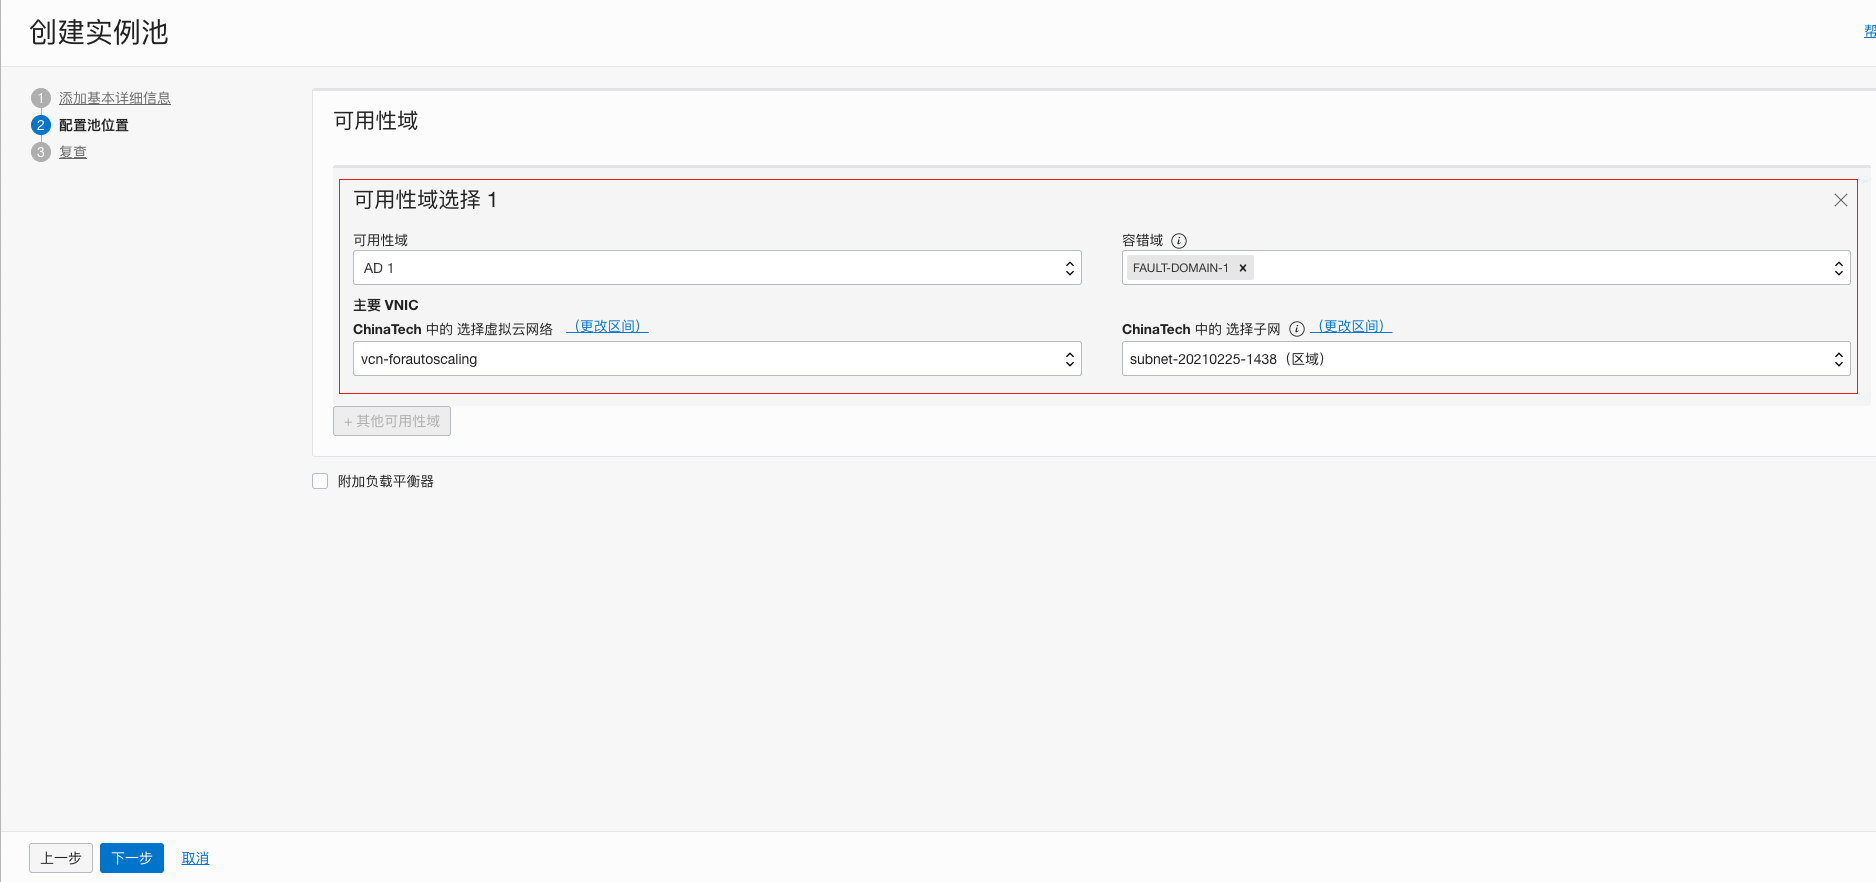 创建实例池
帮
1 添加基本详细信息
2 配置池位置
3 复查
可用性域
可用性域选择 1
可用性域
AD 1
容错域
FAULT-DOMAIN-1
主要 VNIC
ChinaTech 中的 选择虚拟云网络 （更改区间）
vcn-forautoscaling
ChinaTech 中的 选择子网 （更改区间）
subnet-20210225-1438（区域）
+ 其他可用性域
附加负载平衡器
上一步 下一步 取消